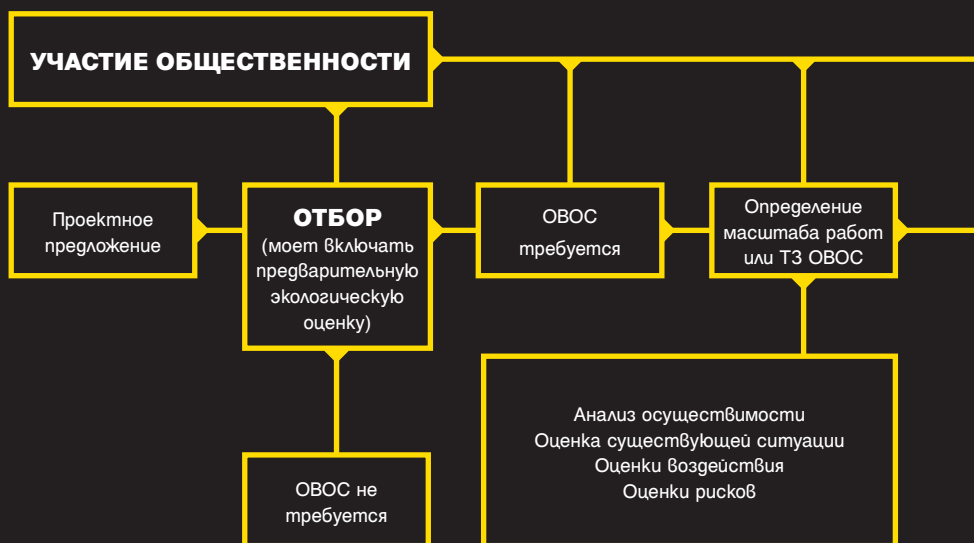 УЧАСТИЕ ОБЩЕСТВЕННОСТИ
Проектное
предложение
ОТБОР
(моет включать
предварительную
экологическую
оценку)
ОВОС
требуется
Определение
масштаба работ
или ТЗ ОВОС
ОВОС не
требуется
Анализ осуществимости
Оценка существующей ситуации
Оценки воздействия
Оценки рисков